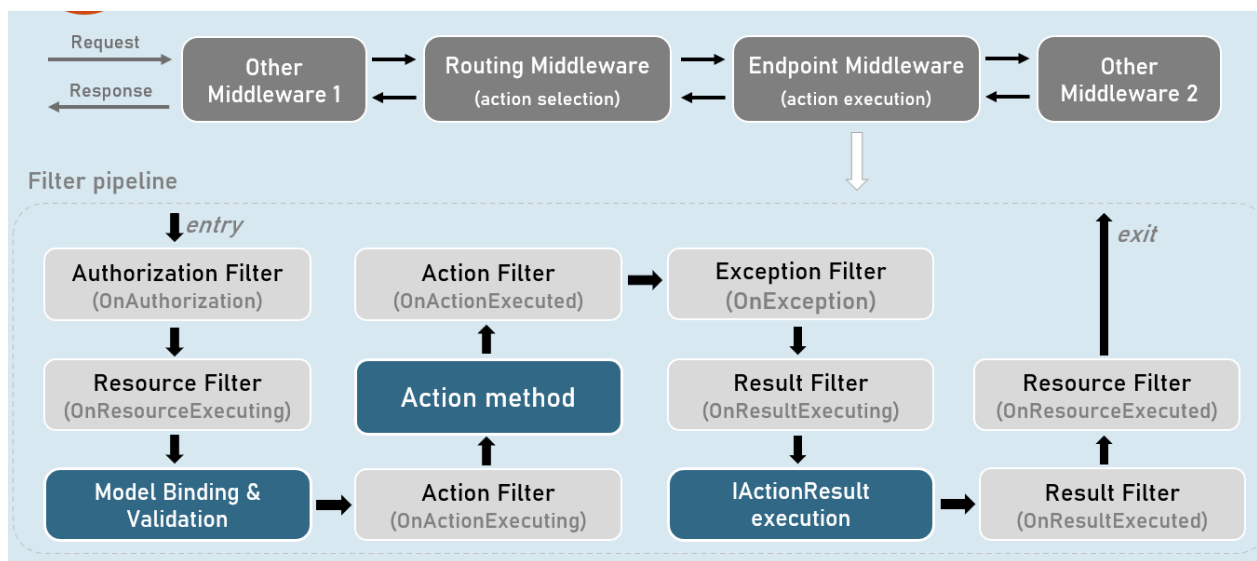 Request
Response
Other
Middleware 1
Routing Middleware
(action selection)
Endpoint Middleware
(action execution)
Other
Middleware 2
Filter pipeline
entry
exit
Authorization Filter
(OnAuthorization)
Resource Filter
(OnResourceExecuting)
Model Binding &
Validation
Action Filter
(OnActionExecuting)
Action method
Action Filter
(OnActionExecuted)
Exception Filter
(OnException)
Result Filter
(OnResultExecuting)
IActionResult
execution
Result Filter
(OnResultExecuted)
Resource Filter
(OnResourceExecuted)